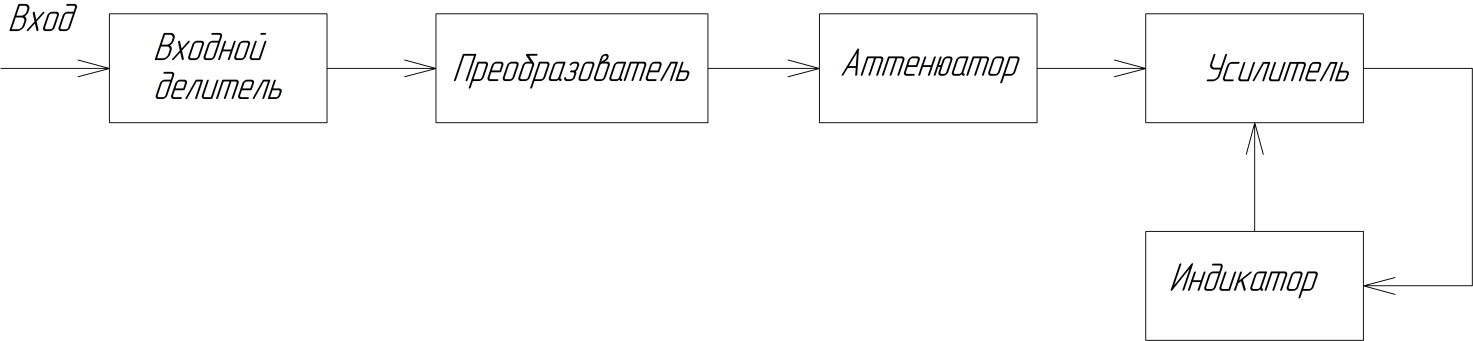 Вход
Входной
делитель
Преобразователь
Аттенюатор
Усилитель
Индикатор